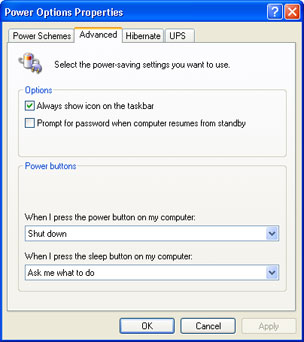 Power Options Properties
Power Schemes Advanced Hibernate UPS
Select the power-saving settings you want to use.
Options
Always show icon on the taskbar
Prompt for password when computer resumes from standby
Power buttons
When I press the power button on my computer:
Shut down
When I press the sleep button on my computer:
Ask me what to do
OK Cancel Apply